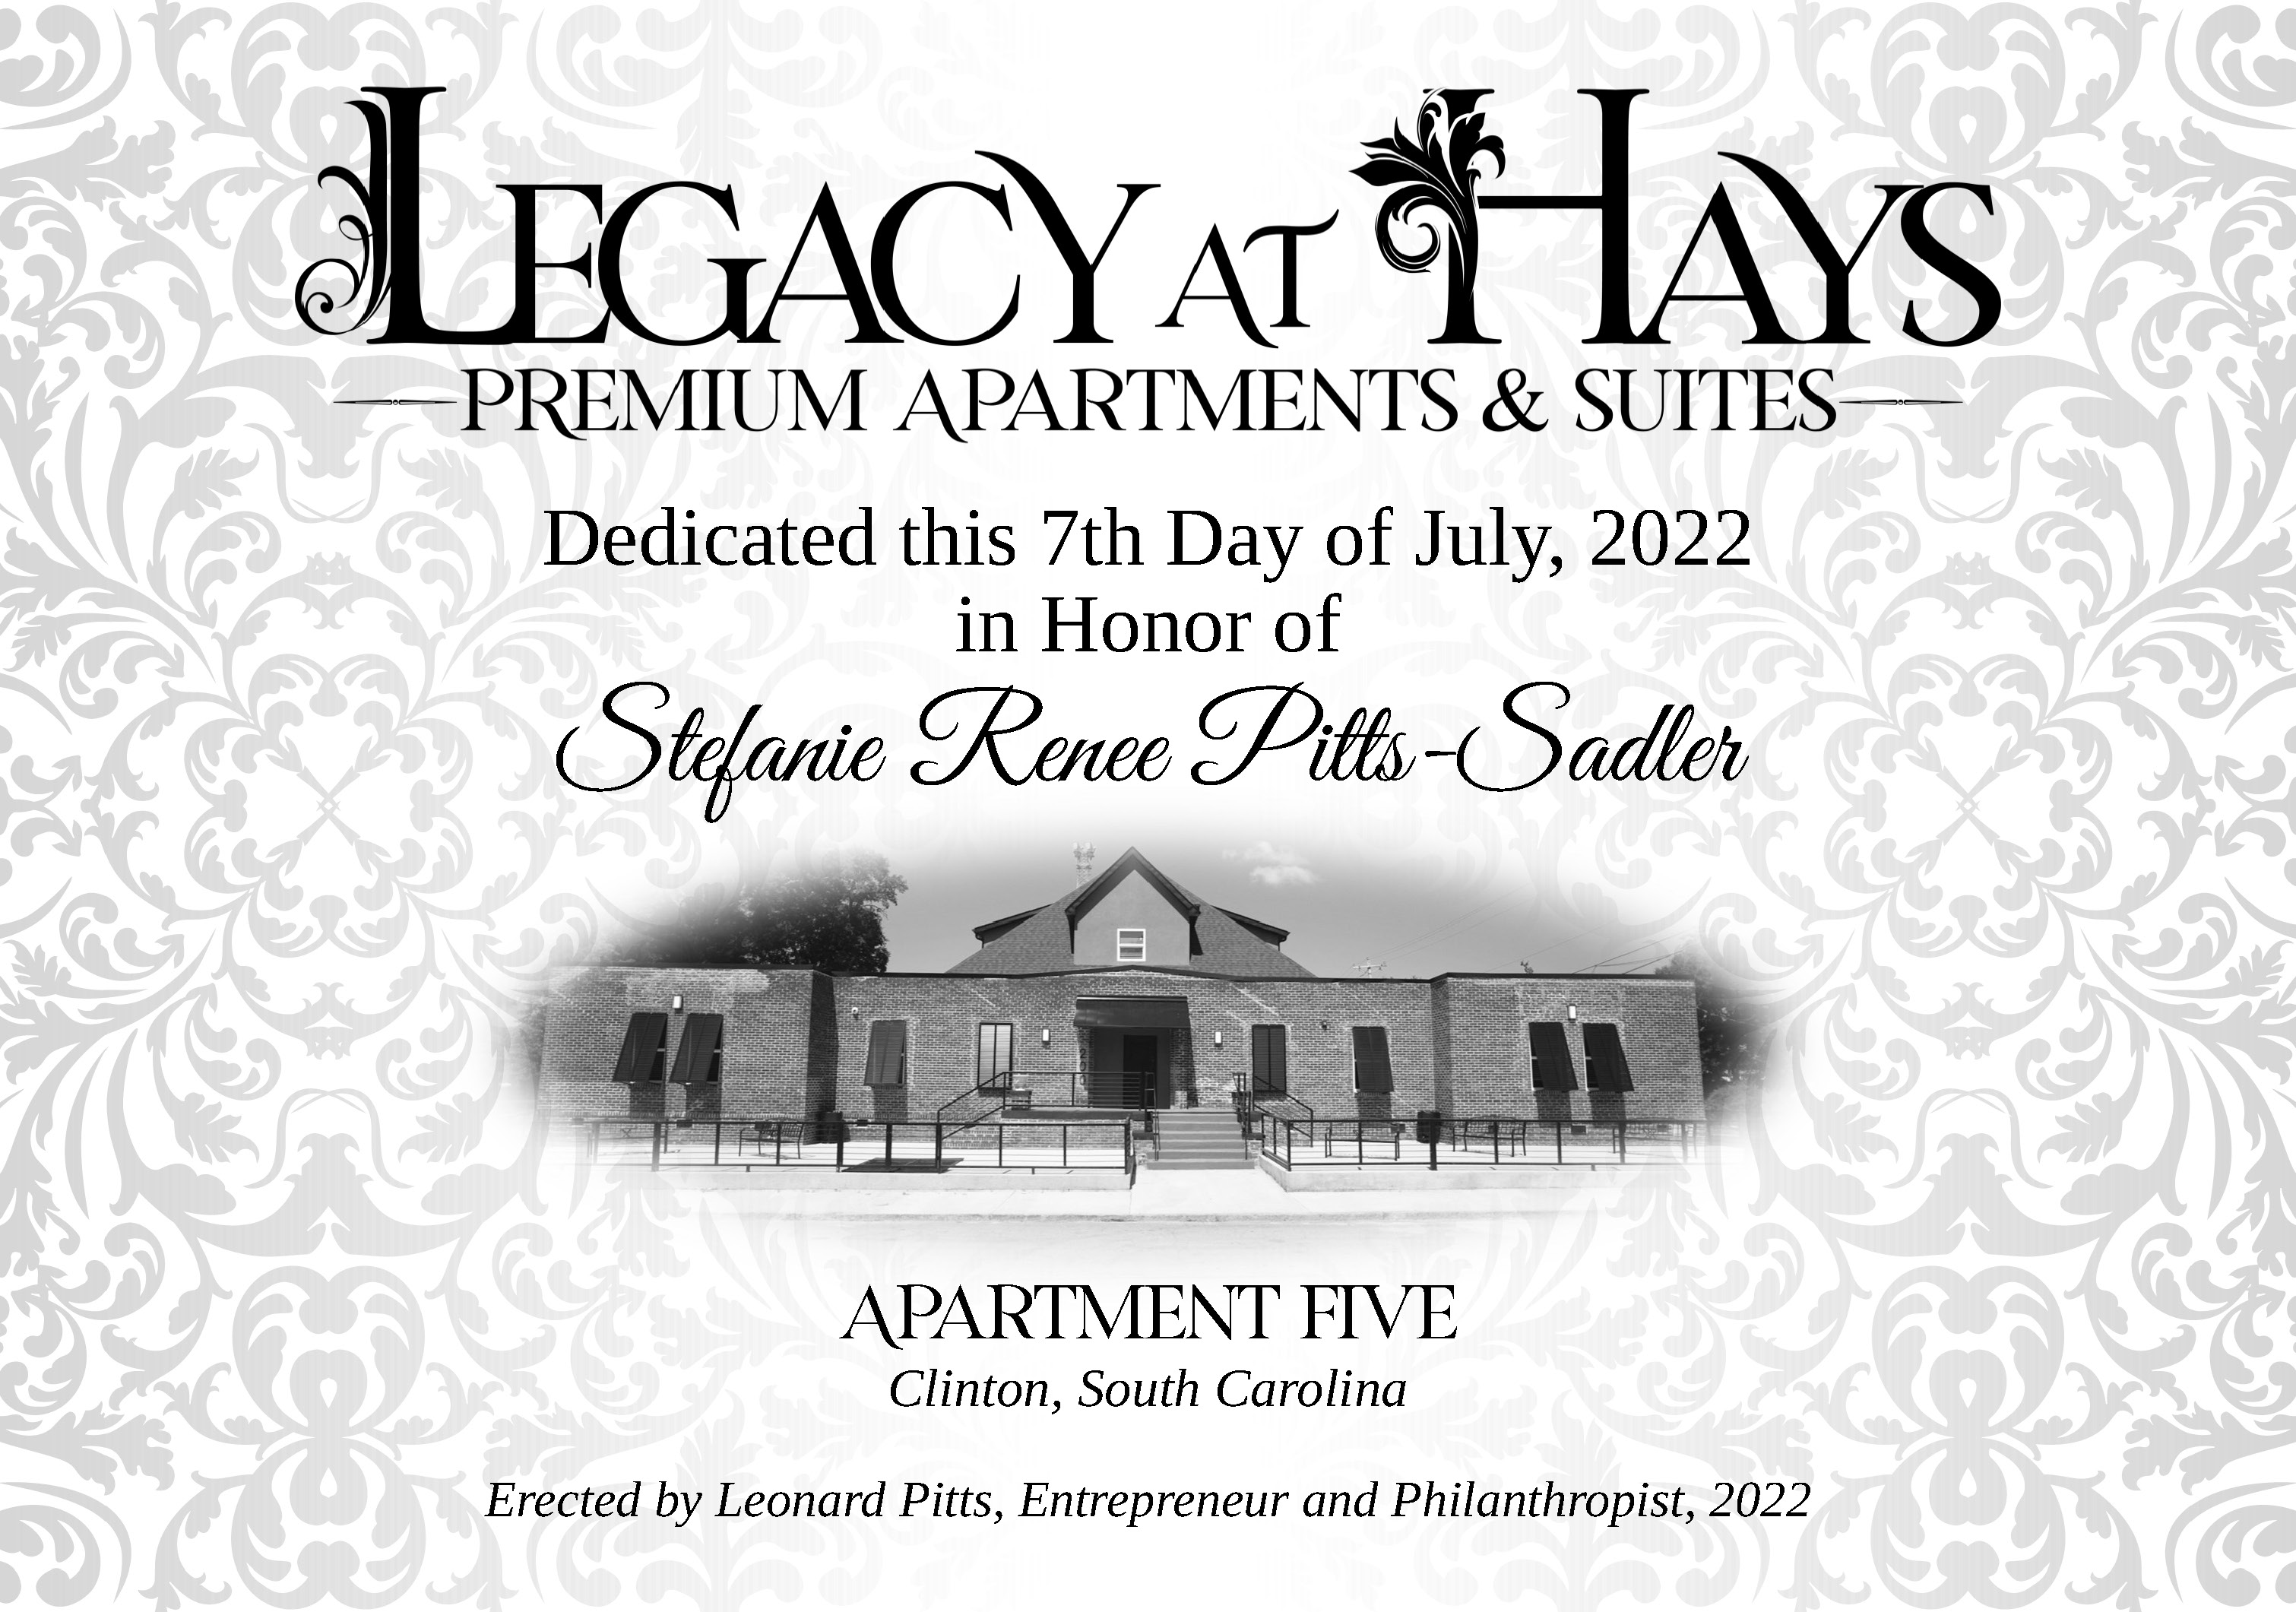 LEGACY AT HAYS
PREMIUM APARTMENTS & SUITES
Dedicated this 7th Day of July, 2022
in Honor of
Stefanie Renee Pitts-Sadler
APARTMENT FIVE
Clinton, South Carolina
Erected by Leonard Pitts, Entrepreneur and Philanthropist, 2022